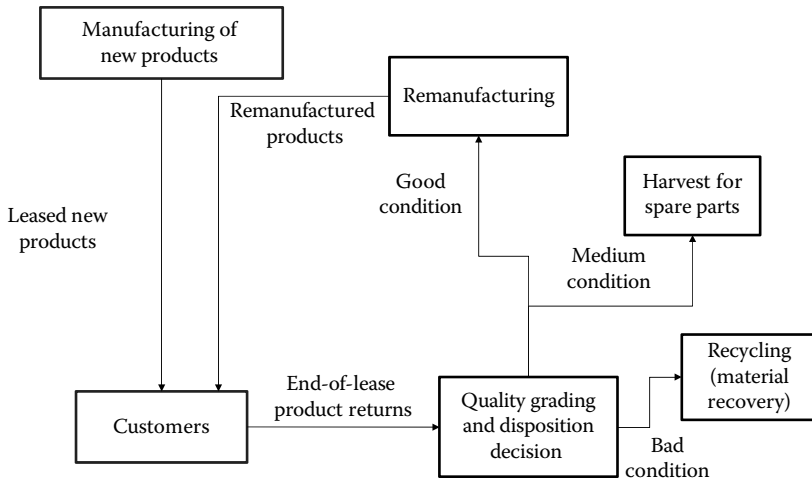 Manufacturing of
new products
Remanufacturing
Remanufactured
products
Good
condition
Harvest for
spare parts
Leased new
products
Medium
condition
Recycling
(material
recovery)
End-of-lease
product returns
Customers
Quality grading
and disposition
decision
Bad
condition